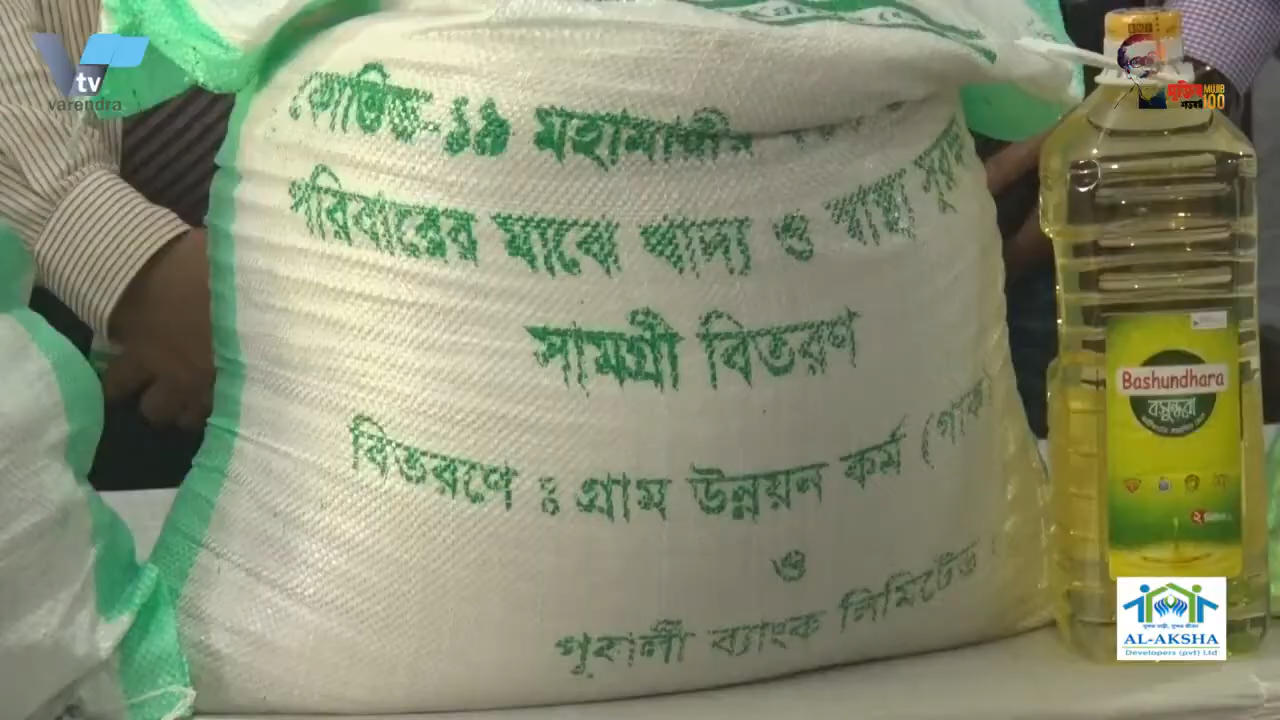 tv
varendra
MUJIB
100
কোভিড-১৯ মহামারীর
পরিবারের মাঝে খাদ্য ও স্বাস্থ্য সুরক্ষা
সামগ্রী বিতরণ
বিতরণে ঃ গ্রাম উন্নয়ন কর্ম (গাক)
ও
পূবালী ব্যাংক লিমিটেড
Bashundhara
বসুন্ধরা
AL-AKSHA
Developers (pvt) Ltd